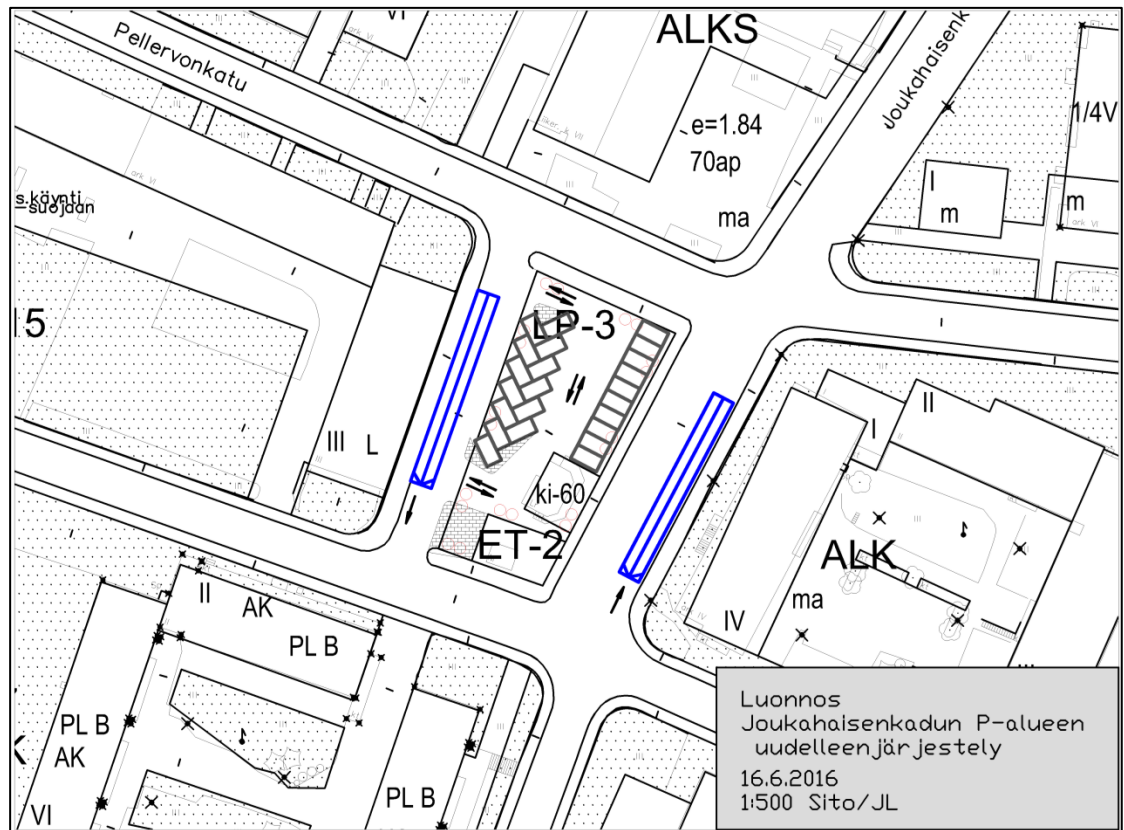 VI
ALKS
Pellervonkatu
Joukahaisenk
e=1.84
70ap
ma
1/4V
I
m
m
s.käynti
-suojaan
15
LP-3
III L
ki-60
ET-2
II
I
ALK
ma
IV
II
AK
PL B
PL B
AK
VI
PL B
Luonnos
Joukahaisenkadun P-alueen
uudelleenjärjestely
16.6.2016
1:500 Sito/JL